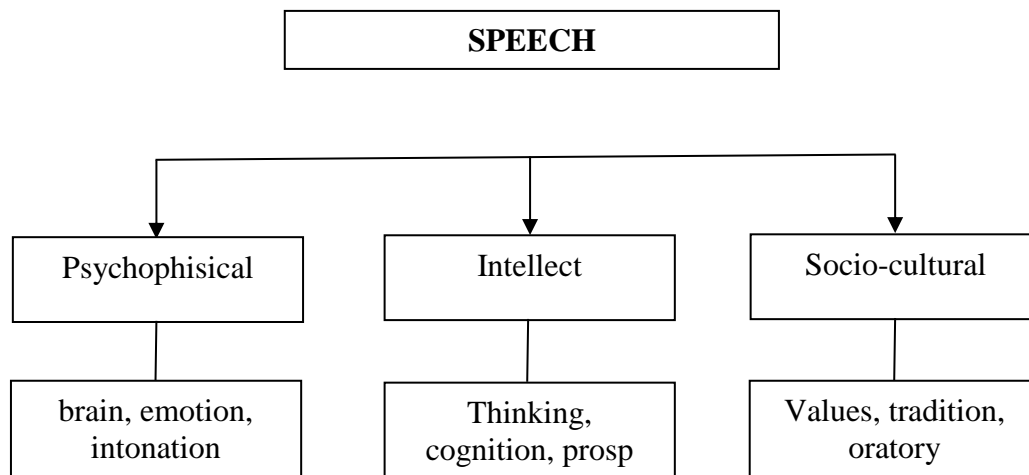 SPEECH
Psychophisical
Intellect
Socio-cultural
brain, emotion,
intonation
Thinking,
cognition, prosp
Values, tradition,
oratory